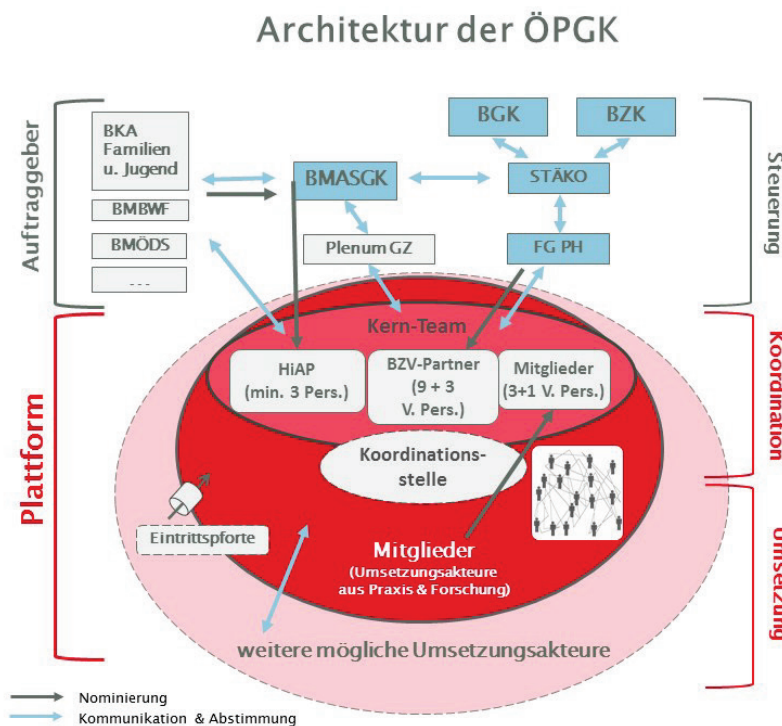 Architektur der ÖPGK
Auftraggeber
BKA
Familien
u. Jugend
BMBWF
BMÖDS
...
BMASGK
Plenum GZ
BGK
BZK
STÄKO
FG PH
Steuerung
Plattform
Kern-Team
HiAP
(min. 3 Pers.)
BZV-Partner
(9 + 3
V. Pers.)
Mitglieder
(3+1 V. Pers.)
Koordinations-
stelle
Koordination
Eintrittspforte
Mitglieder
(Umsetzungsakteure
aus Praxis & Forschung)
Umsetzung
weitere mögliche Umsetzungsakteure
Nominierung
Kommunikation & Abstimmung